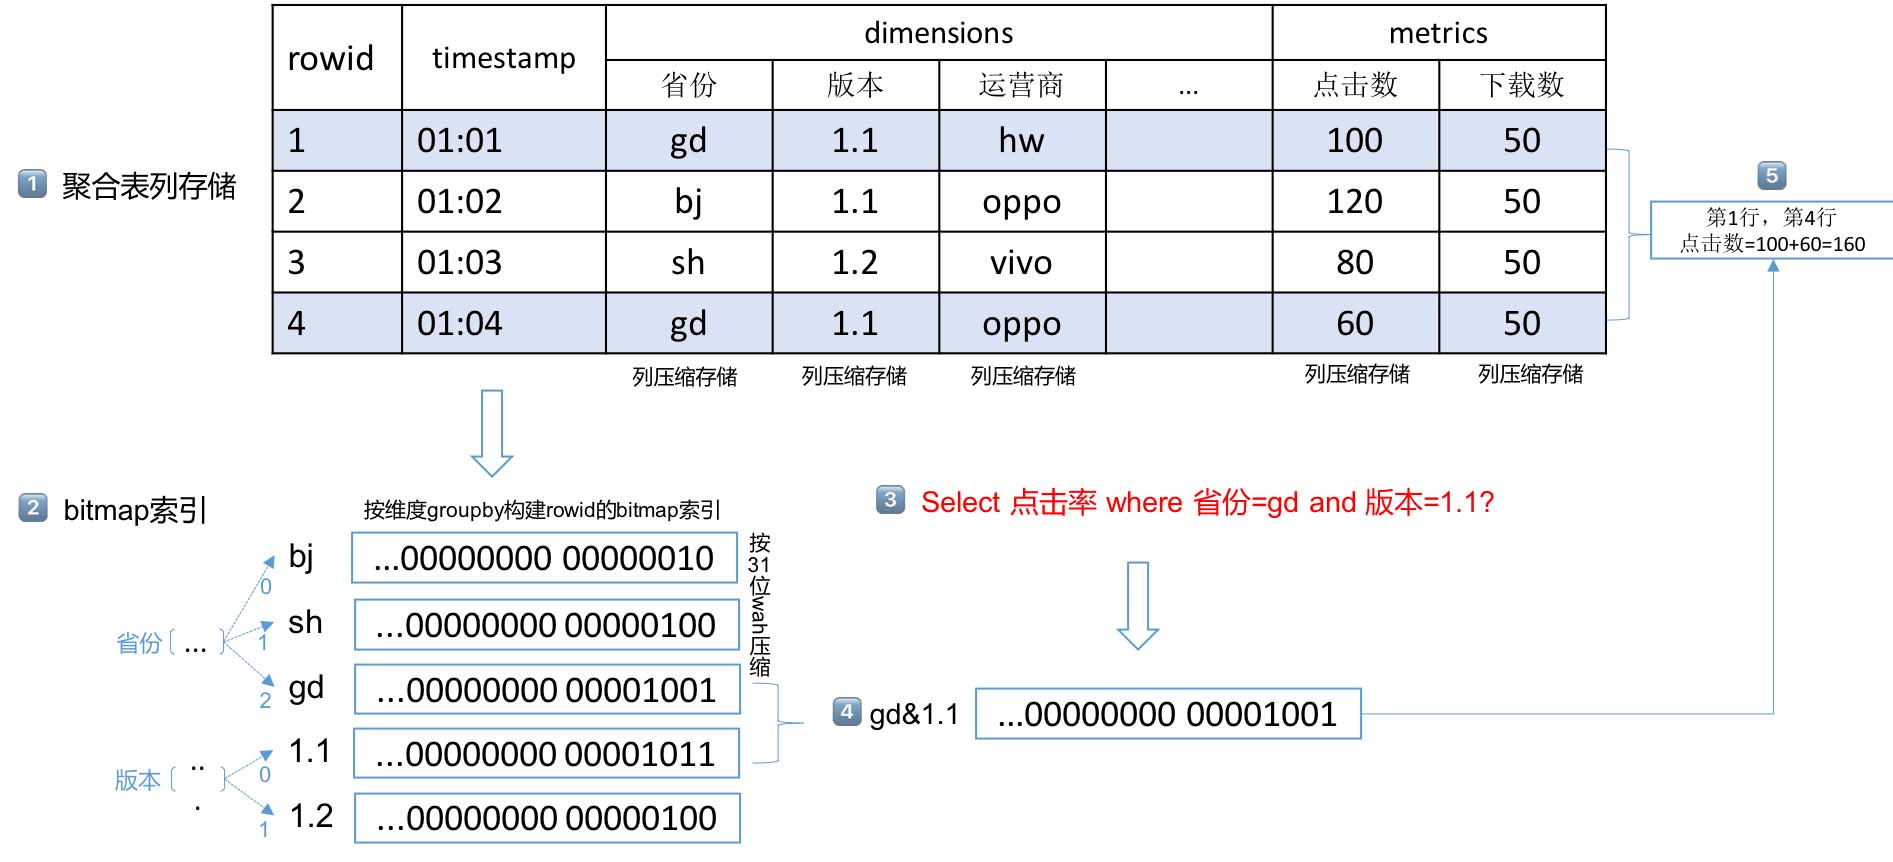 rowid timestamp dimensions metrics
省份 版本 运营商 ... 点击数 下载数
1 01:01 gd 1.1 hw 100 50
2 01:02 bj 1.1 oppo 120 50
3 01:03 sh 1.2 vivo 80 50
4 01:04 gd 1.1 oppo 60 50
列压缩存储 列压缩存储 列压缩存储 列压缩存储 列压缩存储
1 聚合表列存储
5
第1行，第4行
点击数=100+60=160
2 bitmap索引
按维度groupby构建rowid的bitmap索引
省份 ...
0 bj ...00000000 00000010
1 sh ...00000000 00000100
2 gd ...00000000 00001001
版本 ...
0 1.1 ...00000000 00001011
1 1.2 ...00000000 00000100
按
31
位
wah
压
缩
3 Select 点击率 where 省份=gd and 版本=1.1?
4 gd&1.1 ...00000000 00001001